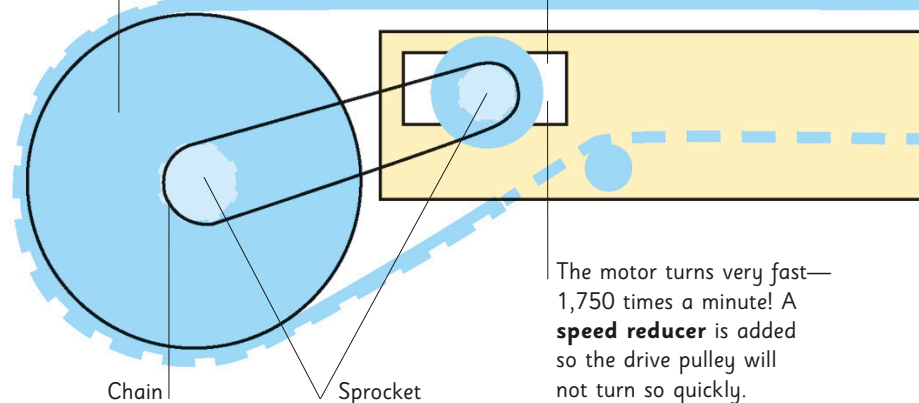 The motor turns very fast—
1,750 times a minute! A
speed reducer is added
so the drive pulley will
not turn so quickly.
Chain
Sprocket